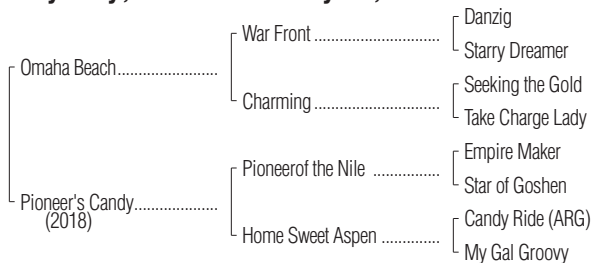 Danzig
War Front ..............................
Starry Dreamer
Omaha Beach........................
Seeking the Gold
Charming ..............................
Take Charge Lady
Empire Maker
Pioneerof the Nile ................
Star of Goshen
Pioneer's Candy....................
(2018)
Candy Ride (ARG)
Home Sweet Aspen ..............
My Gal Groovy